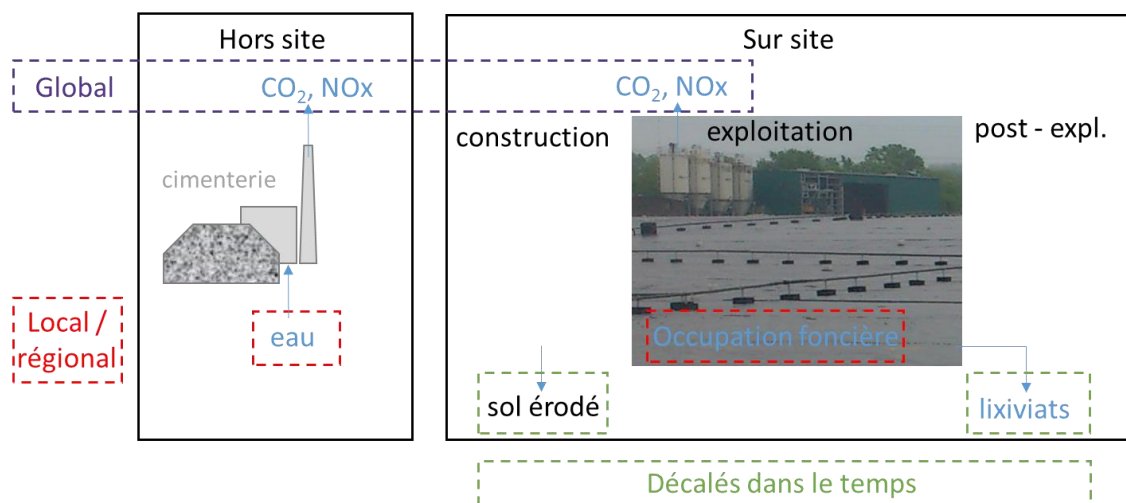 Hors site
Sur site
Global
CO₂, NOx
CO₂, NOx
construction
exploitation
post - expl.
cimenterie
Local /
régional
eau
Occupation foncière
sol érodé
lixiviats
Décalés dans le temps